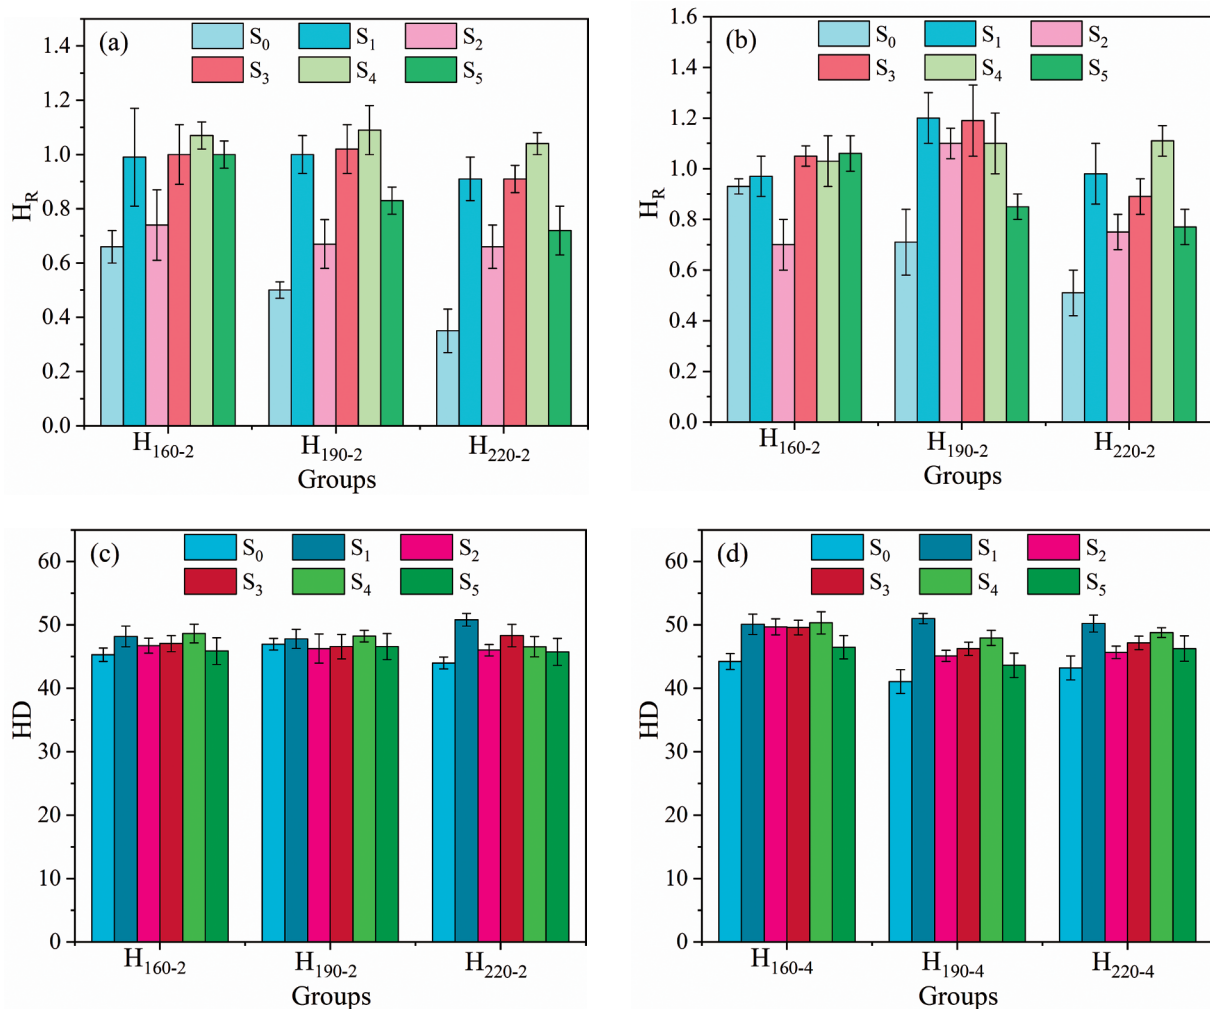 (a)
S0 S1 S2
S3 S4 S5
1.4
1.2
1.0
0.8
0.6
0.4
0.2
0.0
HR
H160-2 H190-2 H220-2
Groups
(b)
S0 S1 S2
S3 S4 S5
1.6
1.4
1.2
1.0
0.8
0.6
0.4
0.2
0.0
HR
H160-2 H190-2 H220-2
Groups
(c)
S0 S1 S2
S3 S4 S5
60
50
40
30
20
10
0
HD
H160-2 H190-2 H220-2
Groups
(d)
S0 S1 S2
S3 S4 S5
60
50
40
30
20
10
0
HD
H160-4 H190-4 H220-4
Groups